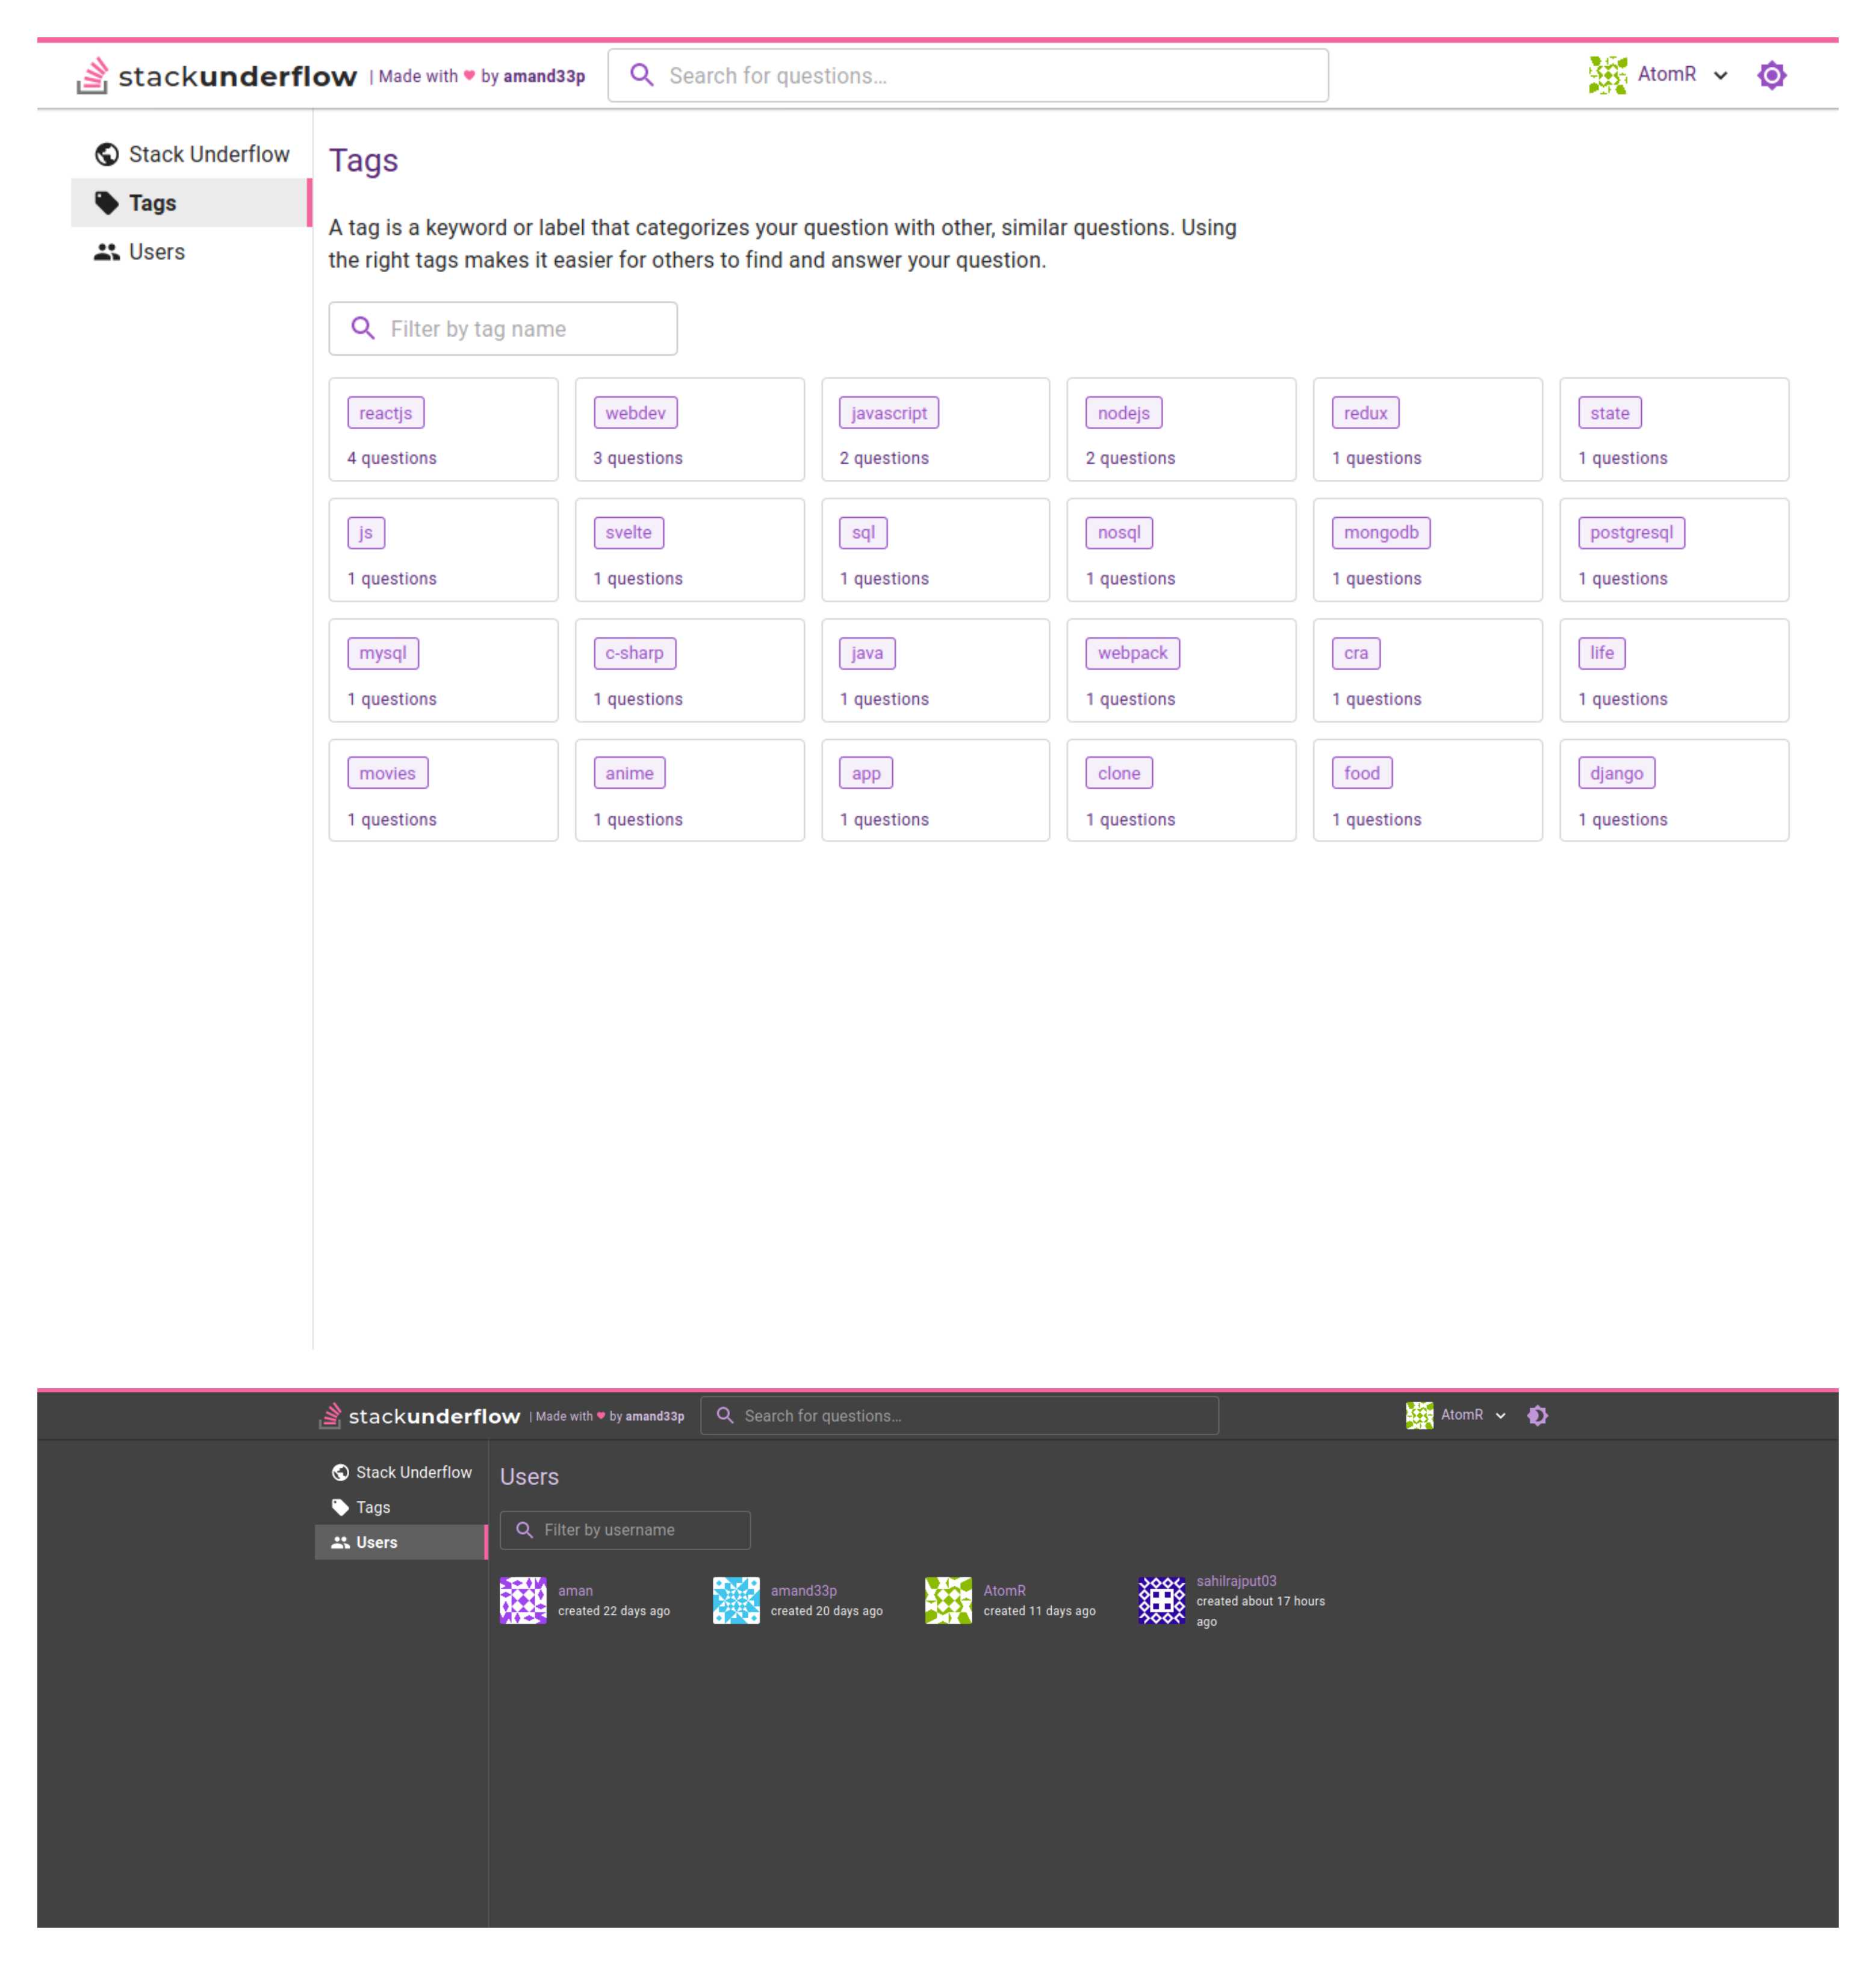 stackunderflow | Made with ♥ by amand33p Search for questions... AtomR
Stack Underflow
Tags
Users
Tags
A tag is a keyword or label that categorizes your question with other, similar questions. Using
the right tags makes it easier for others to find and answer your question.
Filter by tag name
reactjs webdev javascript nodejs redux state
4 questions 3 questions 2 questions 2 questions 1 questions 1 questions
js svelte sql nosql mongodb postgresql
1 questions 1 questions 1 questions 1 questions 1 questions 1 questions
mysql c-sharp java webpack cra life
1 questions 1 questions 1 questions 1 questions 1 questions 1 questions
movies anime app clone food django
1 questions 1 questions 1 questions 1 questions 1 questions 1 questions
stackunderflow | Made with ♥ by amand33p Search for questions... AtomR
Stack Underflow
Tags
Users
Users
Filter by username
aman
created 22 days ago
amand33p
created 20 days ago
AtomR
created 11 days ago
sahilrajput03
created about 17 hours
ago